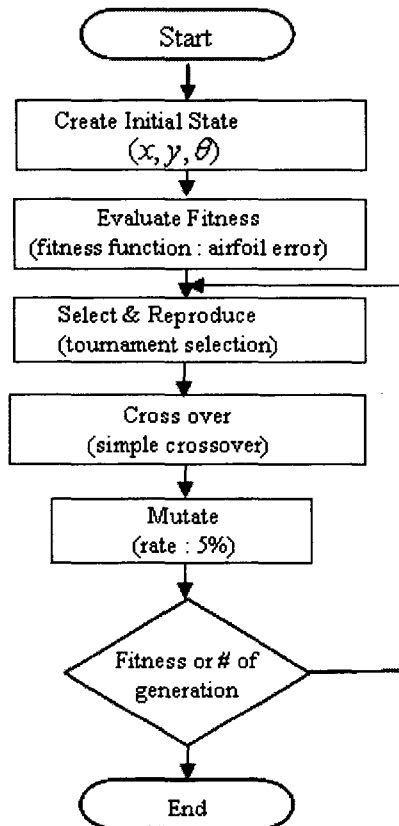 Start
Create Initial State
(x, y, θ)
Evaluate Fitness
(fitness function : airfoil error)
Select & Reproduce
(tournament selection)
Cross over
(simple crossover)
Mutate
(rate : 5%)
Fitness or # of
generation
End